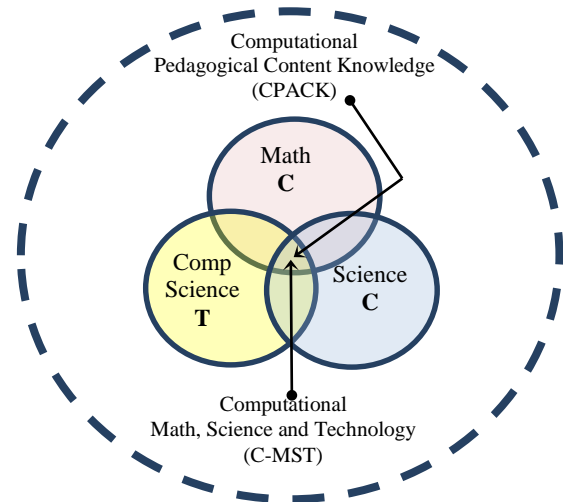 Computational
Pedagogical Content Knowledge
(CPACK)
Math
C
Comp
Science
T
Science
C
Computational
Math, Science and Technology
(C-MST)